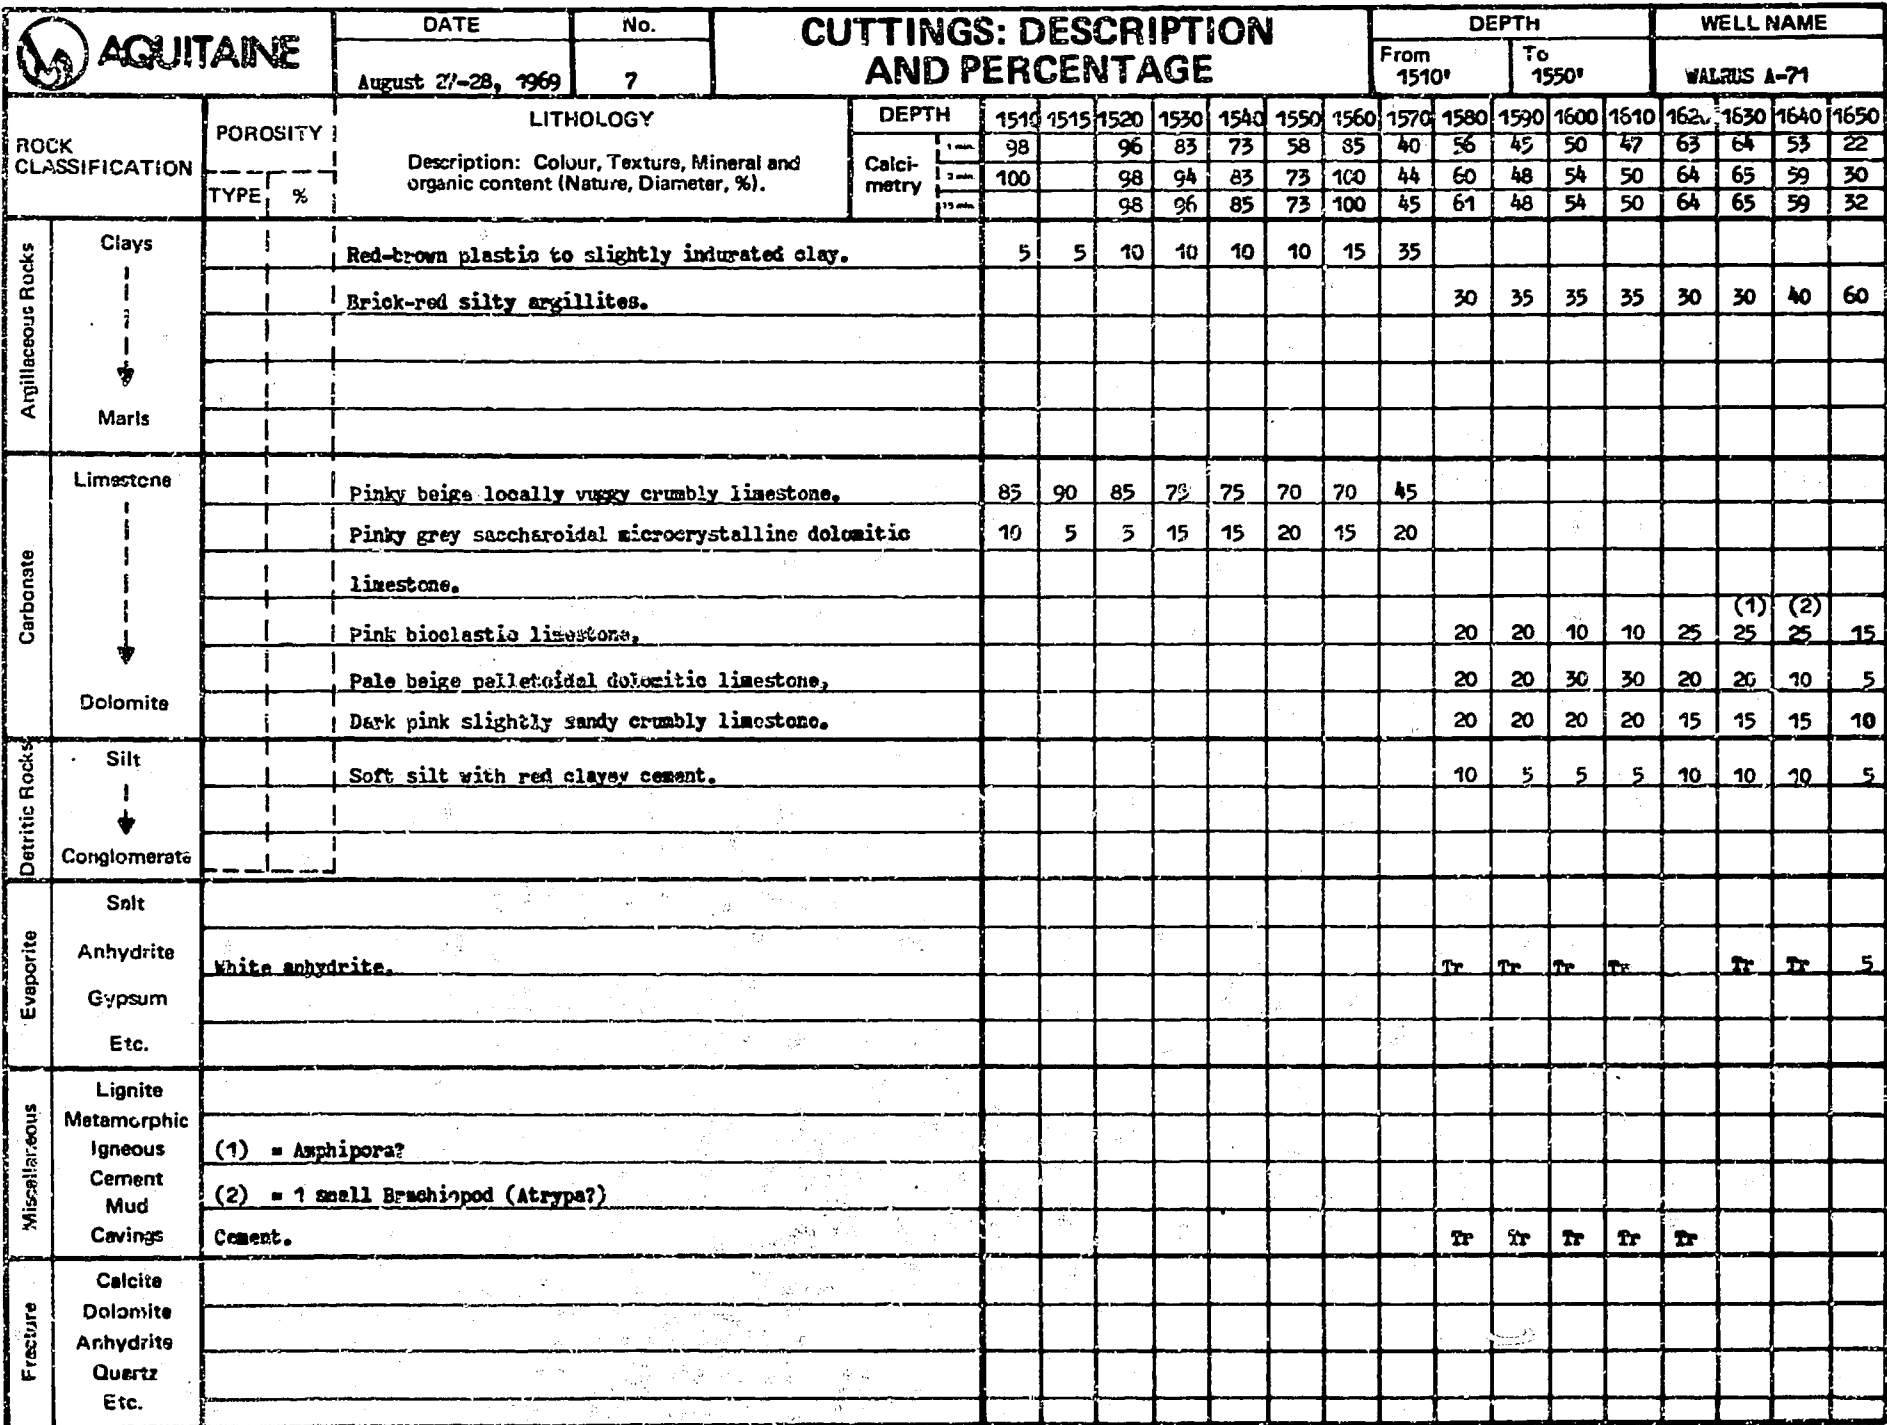 AQUITAINE
DATE
August 27-28, 1969
No.
7
CUTTINGS: DESCRIPTION
AND PERCENTAGE
DEPTH
From
1510'
To
1550'
WELL NAME
WALRUS A-71
ROCK
CLASSIFICATION
POROSITY
TYPE %
LITHOLOGY
Description: Colour, Texture, Mineral and
organic content (Nature, Diameter, %).
DEPTH 1510 1515 1520 1530 1540 1550 1560 1570 1580 1590 1600 1610 1620 1630 1640 1650
Calci-
metry
1 min. 98 96 83 73 58 85 40 56 45 50 47 63 64 53 22
3 min. 100 98 94 83 73 100 44 60 48 54 50 64 65 59 30
15 min. 98 96 85 73 100 45 61 48 54 50 64 65 59 32
Argillaceous Rocks
Clays
Red-brown plastic to slightly indurated clay. 5 5 10 10 10 10 15 35
Brick-red silty argillites. 30 35 35 35 30 30 40 60
Marls
Carbonate
Limestone
Pinky beige locally vuggy crumbly limestone. 85 90 85 75 75 70 70 45
Pinky grey saccharoidal microcrystalline dolomitic 10 5 5 15 15 20 15 20
limestone.
(1) (2)
Pink bioclastic limestone, 20 20 10 10 25 25 25 15
Pale beige pelletoidal dolomitic limestone, 20 20 30 30 20 20 10 5
Dolomite
Dark pink slightly sandy crumbly limestone. 20 20 20 20 15 15 15 10
Detritic Rocks
Silt
Soft silt with red clayey cement. 10 5 5 5 10 10 10 5
Conglomerate
Evaporite
Salt
Anhydrite
White anhydrite. Tr Tr Tr Tr Tr Tr 5
Gypsum
Etc.
Miscellaneous
Lignite
Metamorphic
Igneous
(1) = Amphipora?
Cement
(2) = 1 small Brachiopod (Atrypa?)
Mud
Cavings
Cement. Tr Tr Tr Tr Tr
Fracture
Calcite
Dolomite
Anhydrite
Quartz
Etc.